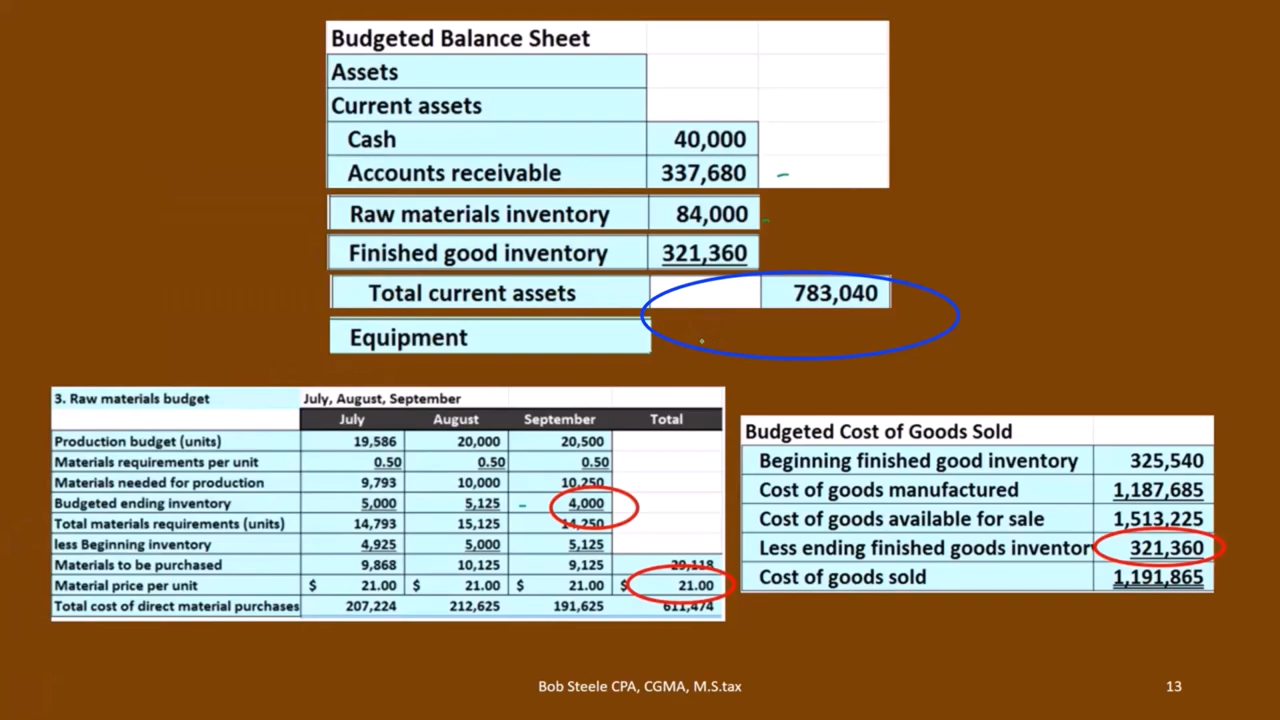 Budgeted Balance Sheet
Assets
Current assets
Cash 40,000
Accounts receivable 337,680
Raw materials inventory 84,000
Finished good inventory 321,360
Total current assets 783,040
Equipment
3. Raw materials budget July, August, September
July August September Total
Production budget (units) 19,586 20,000 20,500
Materials requirements per unit 0.50 0.50 0.50
Materials needed for production 9,793 10,000 10,250
Budgeted ending inventory 5,000 5,125 4,000
Total materials requirements (units) 14,793 15,125 14,250
less Beginning inventory 4,925 5,000 5,125
Materials to be purchased 9,868 10,125 9,125 29,118
Material price per unit $ 21.00 $ 21.00 $ 21.00 $ 21.00
Total cost of direct material purchases 207,224 212,625 191,625 611,474
Budgeted Cost of Goods Sold
Beginning finished good inventory 325,540
Cost of goods manufactured 1,187,685
Cost of goods available for sale 1,513,225
Less ending finished goods inventor 321,360
Cost of goods sold 1,191,865
Bob Steele CPA, CGMA, M.S.tax
13